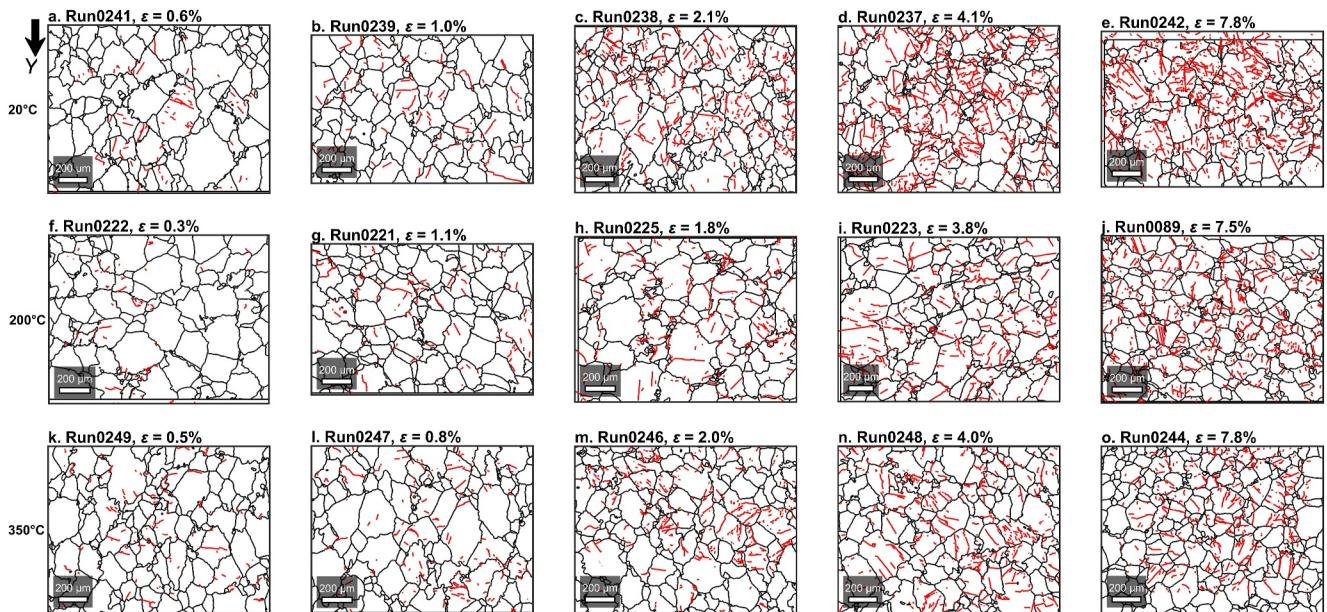 a. Run0241, ε = 0.6%
b. Run0239, ε = 1.0%
c. Run0238, ε = 2.1%
d. Run0237, ε = 4.1%
e. Run0242, ε = 7.8%
Y
20°C
200 µm
200 µm
200 µm
200 µm
200 µm
f. Run0222, ε = 0.3%
g. Run0221, ε = 1.1%
h. Run0225, ε = 1.8%
i. Run0223, ε = 3.8%
j. Run0089, ε = 7.5%
200°C
200 µm
200 µm
200 µm
200 µm
200 µm
k. Run0249, ε = 0.5%
l. Run0247, ε = 0.8%
m. Run0246, ε = 2.0%
n. Run0248, ε = 4.0%
o. Run0244, ε = 7.8%
350°C
200 µm
200 µm
200 µm
200 µm
200 µm